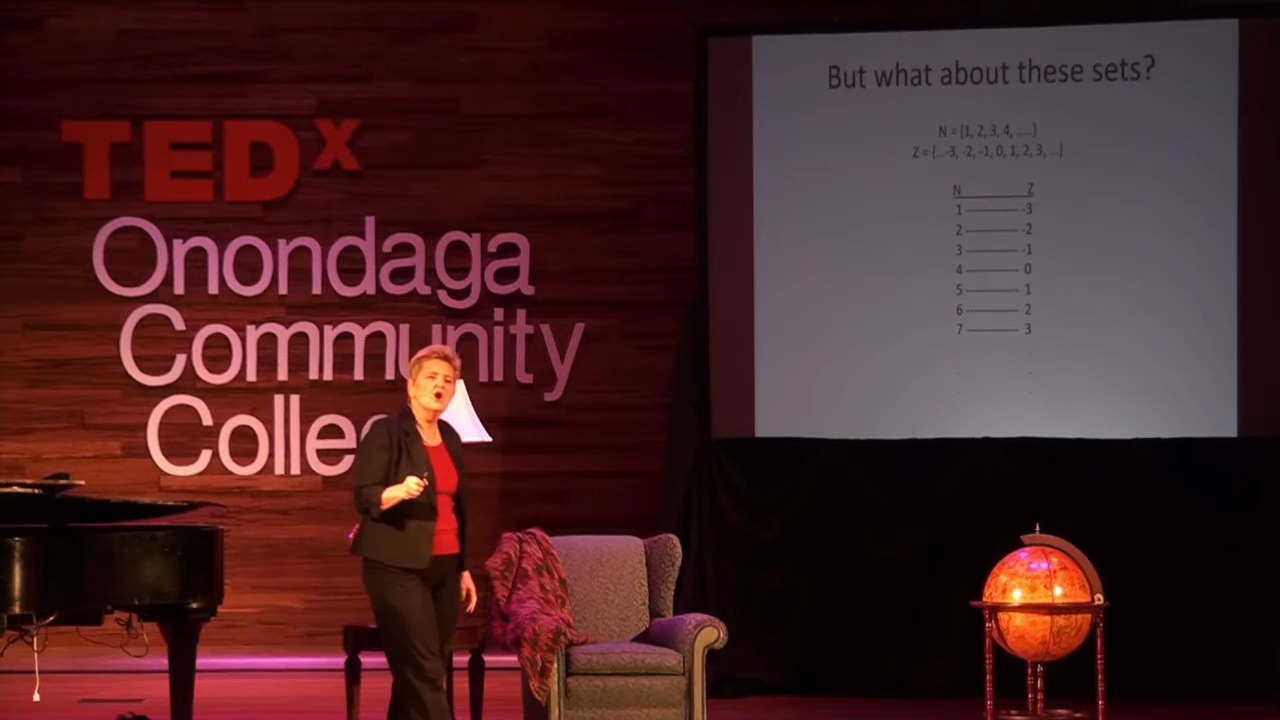 TEDx
Onondaga
Community
Colle
But what about these sets?
N = {1, 2, 3, 4, .....}
Z = {...-3, -2, -1, 0, 1, 2, 3, ...}
N Z
1 -3
2 -2
3 -1
4 0
5 1
6 2
7 3